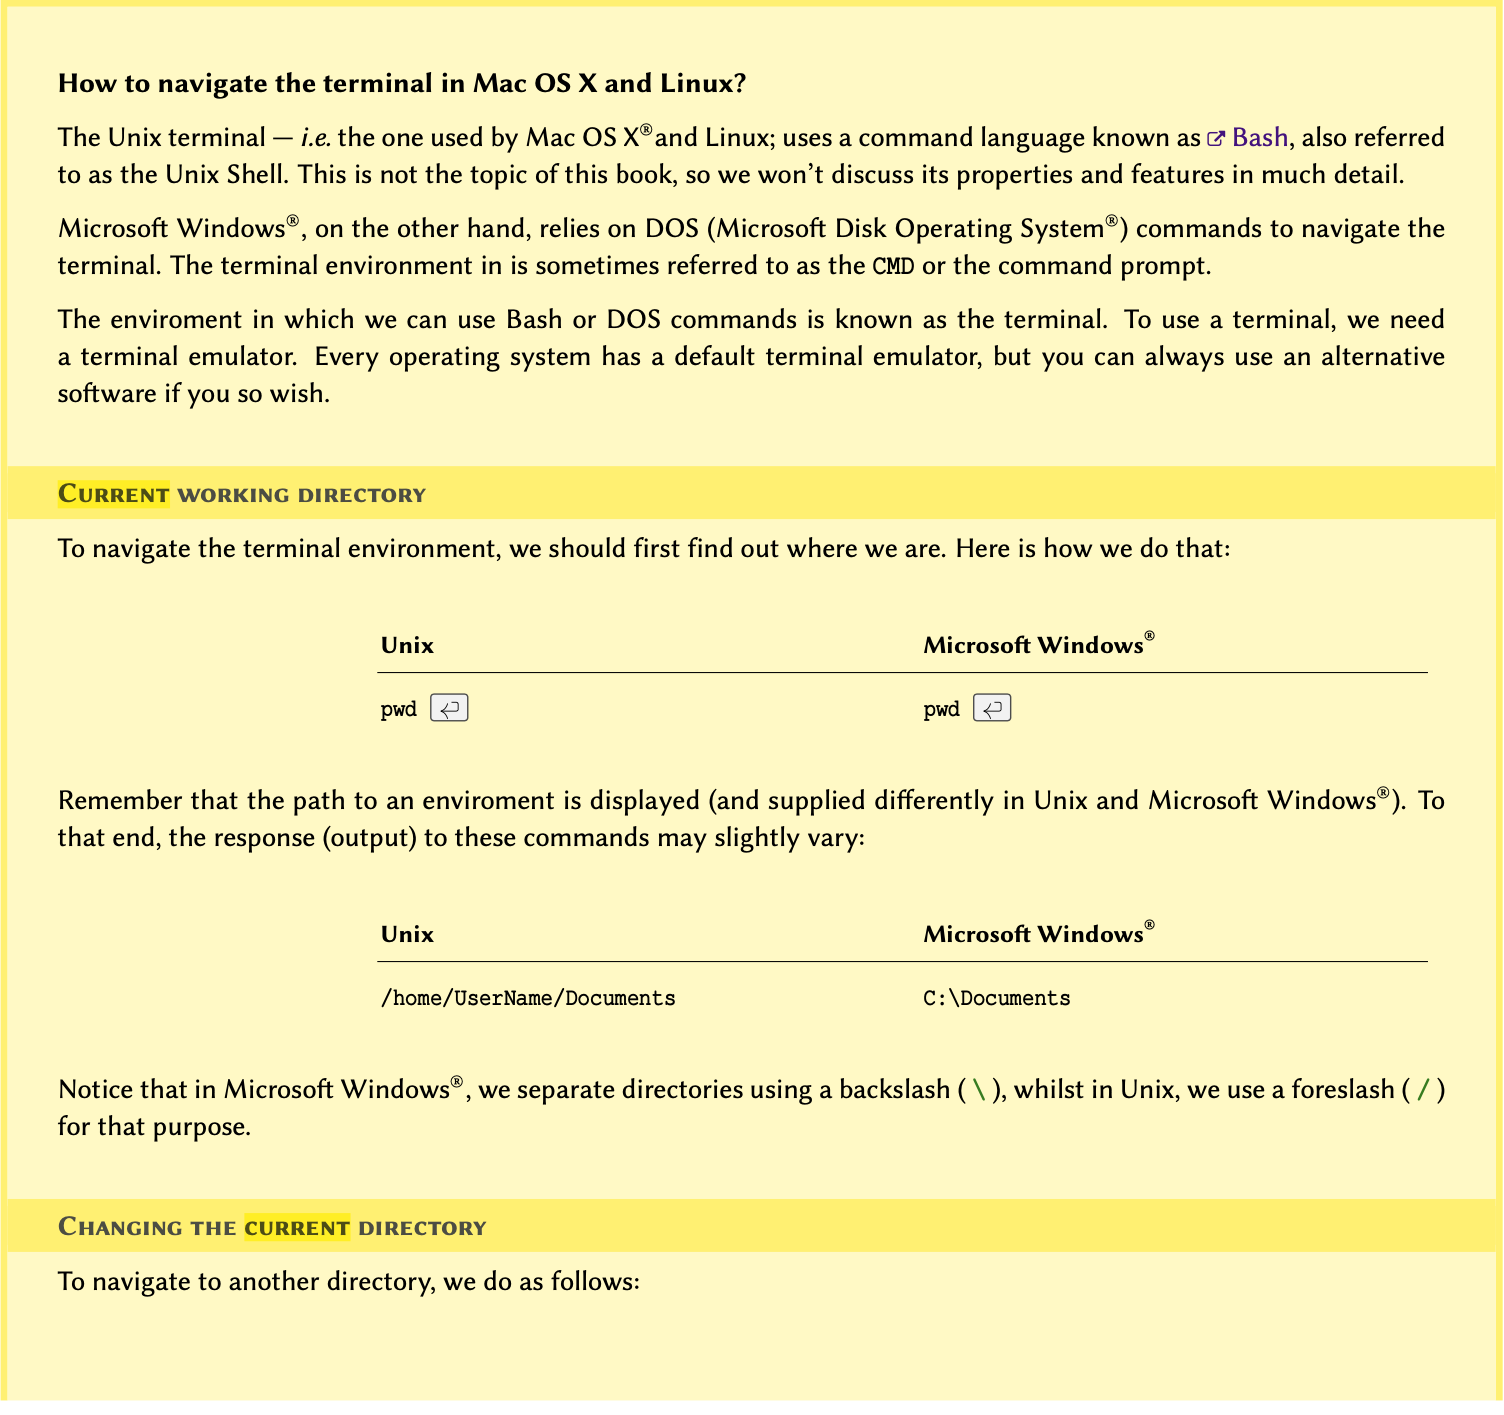 How to navigate the terminal in Mac OS X and Linux?
The Unix terminal — i.e. the one used by Mac OS X®and Linux; uses a command language known as Bash, also referred
to as the Unix Shell. This is not the topic of this book, so we won't discuss its properties and features in much detail.
Microsoft Windows®, on the other hand, relies on DOS (Microsoft Disk Operating System®) commands to navigate the
terminal. The terminal environment in is sometimes referred to as the CMD or the command prompt.
The enviroment in which we can use Bash or DOS commands is known as the terminal. To use a terminal, we need
a terminal emulator. Every operating system has a default terminal emulator, but you can always use an alternative
software if you so wish.
Current working directory
To navigate the terminal environment, we should first find out where we are. Here is how we do that:
Unix Microsoft Windows®
pwd ↩ pwd ↩
Remember that the path to an enviroment is displayed (and supplied differently in Unix and Microsoft Windows®). To
that end, the response (output) to these commands may slightly vary:
Unix Microsoft Windows®
/home/UserName/Documents C:\Documents
Notice that in Microsoft Windows®, we separate directories using a backslash ( \ ), whilst in Unix, we use a foreslash ( / )
for that purpose.
Changing the current directory
To navigate to another directory, we do as follows: